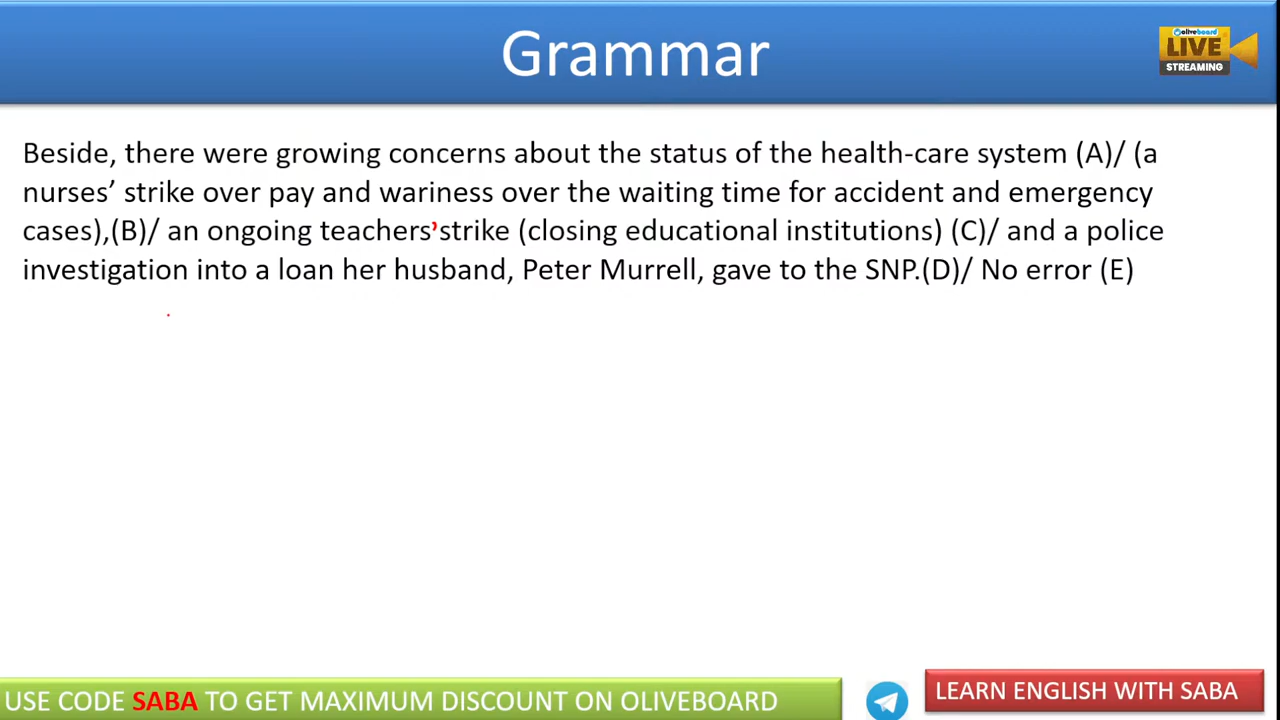 Grammar
oliveboard
LIVE
STREAMING
Beside, there were growing concerns about the status of the health-care system (A)/ (a
nurses’ strike over pay and wariness over the waiting time for accident and emergency
cases),(B)/ an ongoing teachers’strike (closing educational institutions) (C)/ and a police
investigation into a loan her husband, Peter Murrell, gave to the SNP.(D)/ No error (E)
USE CODE SABA TO GET MAXIMUM DISCOUNT ON OLIVEBOARD
LEARN ENGLISH WITH SABA